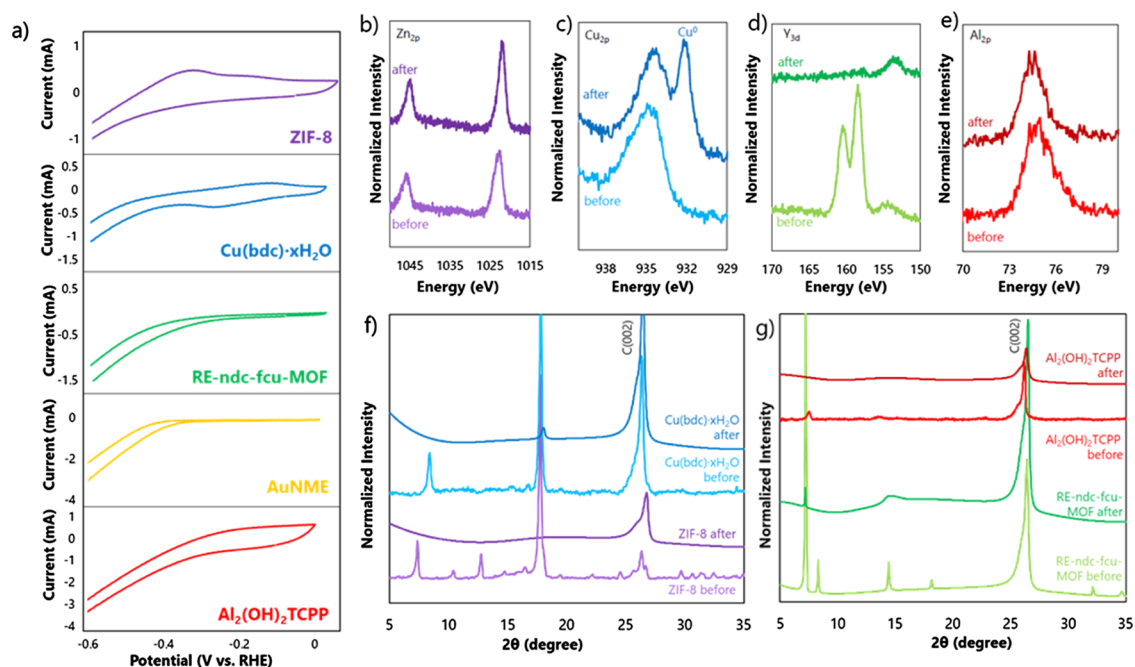 a)
1
0
-1
0.5
0
-0.5
-1
-1.5
0.5
-0.5
-1.5
0
-2
-4
1
0
-1
-2
-3
-4
Current (mA)
Current (mA)
Current (mA)
Current (mA)
Current (mA)
ZIF-8
Cu(bdc)·xH₂O
RE-ndc-fcu-MOF
AuNME
Al₂(OH)₂TCPP
-0.6 -0.4 -0.2 0
Potential (V vs. RHE)
b)
Zn2p
after
before
Normalized Intensity
1045 1035 1025 1015
Energy (eV)
c)
Cu2p
Cu⁰
after
before
Normalized Intensity
938 935 932 929
Energy (eV)
d)
Y3d
after
before
Normalized Intensity
170 160 155 150
Energy (eV)
e)
Al2p
after
before
Normalized Intensity
70 74 76 80
Energy (eV)
f)
C(002)
Cu(bdc)·xH₂O
after
Cu(bdc)·xH₂O
before
ZIF-8 after
ZIF-8 before
Normalized Intensity
5 10 15 20 25 30 35
2θ (degree)
g)
C(002)
Al₂(OH)₂TCPP
after
Al₂(OH)₂TCPP
before
RE-ndc-fcu-
MOF after
RE-ndc-fcu-
MOF before
Normalized Intensity
5 10 15 20 25 30 35
2θ (degree)